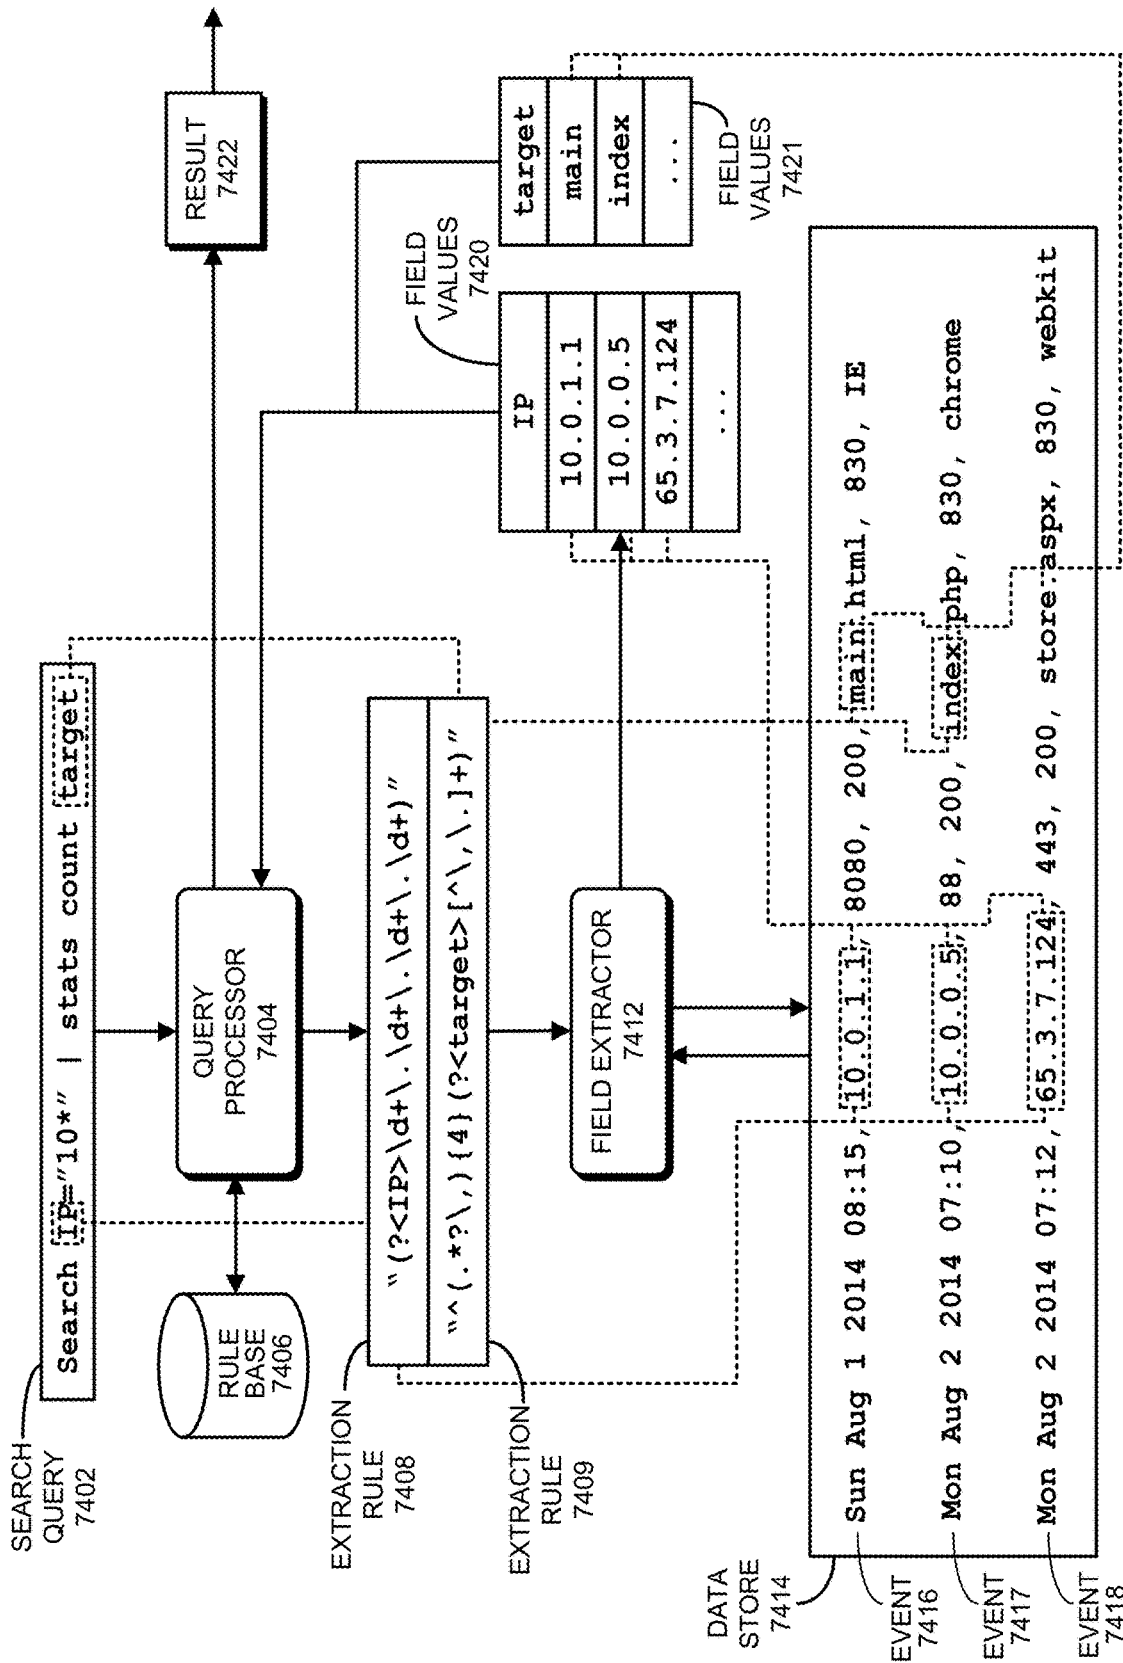 SEARCH
QUERY
7402
Search IP="10*" | stats count target
RULE
BASE
7406
QUERY
PROCESSOR
7404
RESULT
7422
EXTRACTION
RULE
7408
"(?<IP>\d+\.\d+\.\d+\.\d+)"
"^(.*?\,){4}(?<target>[^\,\.]+)"
EXTRACTION
RULE
7409
FIELD EXTRACTOR
7412
FIELD
VALUES
7420
IP
10.0.1.1
10.0.0.5
65.3.7.124
...
target
main
index
...
FIELD
VALUES
7421
DATA
STORE
7414
EVENT
7416
Sun Aug 1 2014 08:15, 10.0.1.1, 8080, 200, main.html, 830, IE
EVENT
7417
Mon Aug 2 2014 07:10, 10.0.0.5, 88, 200, index.php, 830, chrome
EVENT
7418
Mon Aug 2 2014 07:12, 65.3.7.124, 443, 200, store.aspx, 830, webkit